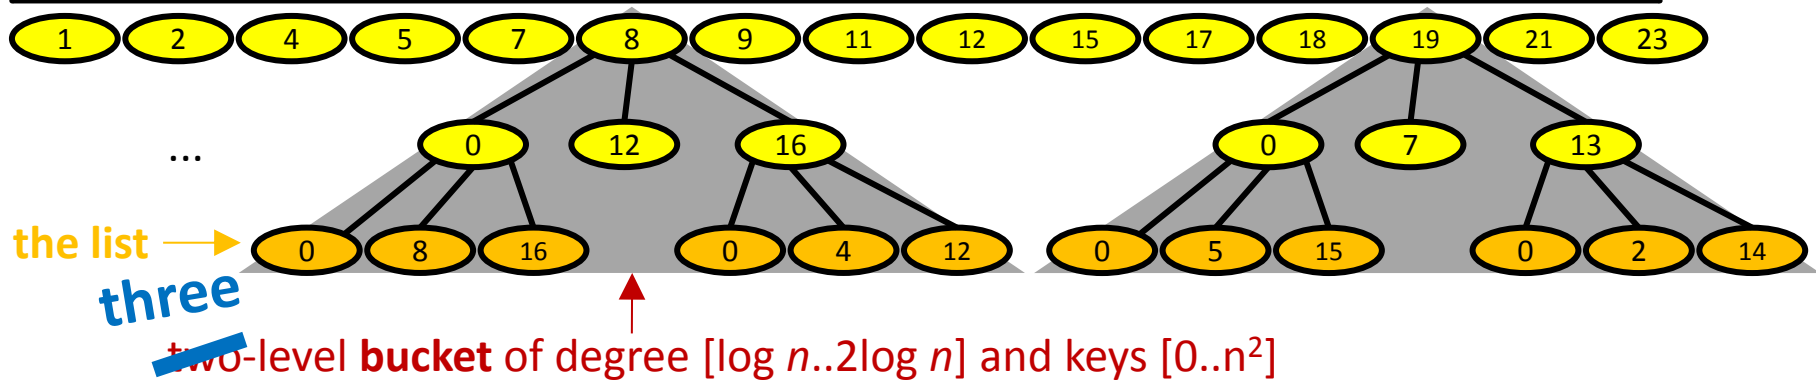 1 2 4 5 7 8 9 11 12 15 17 18 19 21 23
... 0 12 16 0 7 13
the list 0 8 16 0 4 12 0 5 15 0 2 14
three
two-level bucket of degree [log n..2log n] and keys [0..n²]